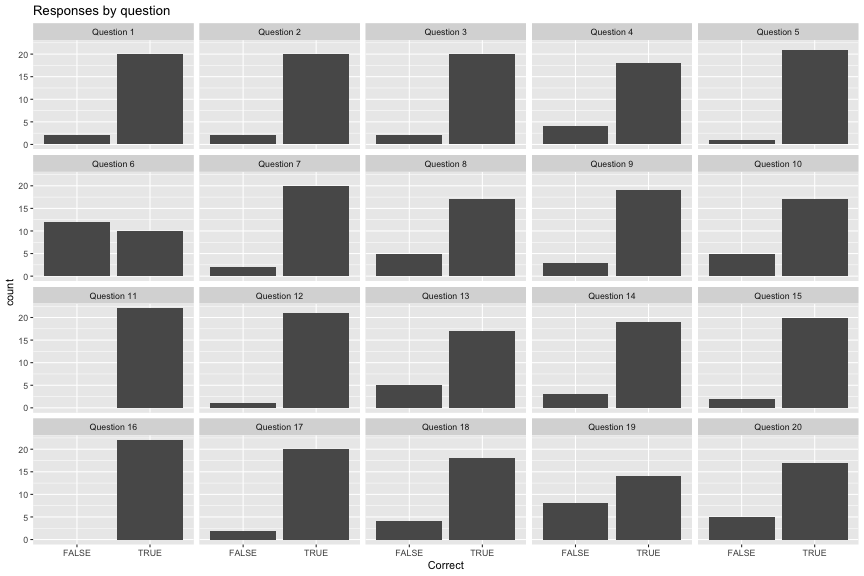 Responses by question
Question 1 Question 2 Question 3 Question 4 Question 5
20
15
10
5
0
Question 6 Question 7 Question 8 Question 9 Question 10
20
15
10
5
0
count
Question 11 Question 12 Question 13 Question 14 Question 15
20
15
10
5
0
Question 16 Question 17 Question 18 Question 19 Question 20
20
15
10
5
0
FALSE TRUE FALSE TRUE FALSE TRUE FALSE TRUE FALSE TRUE
Correct